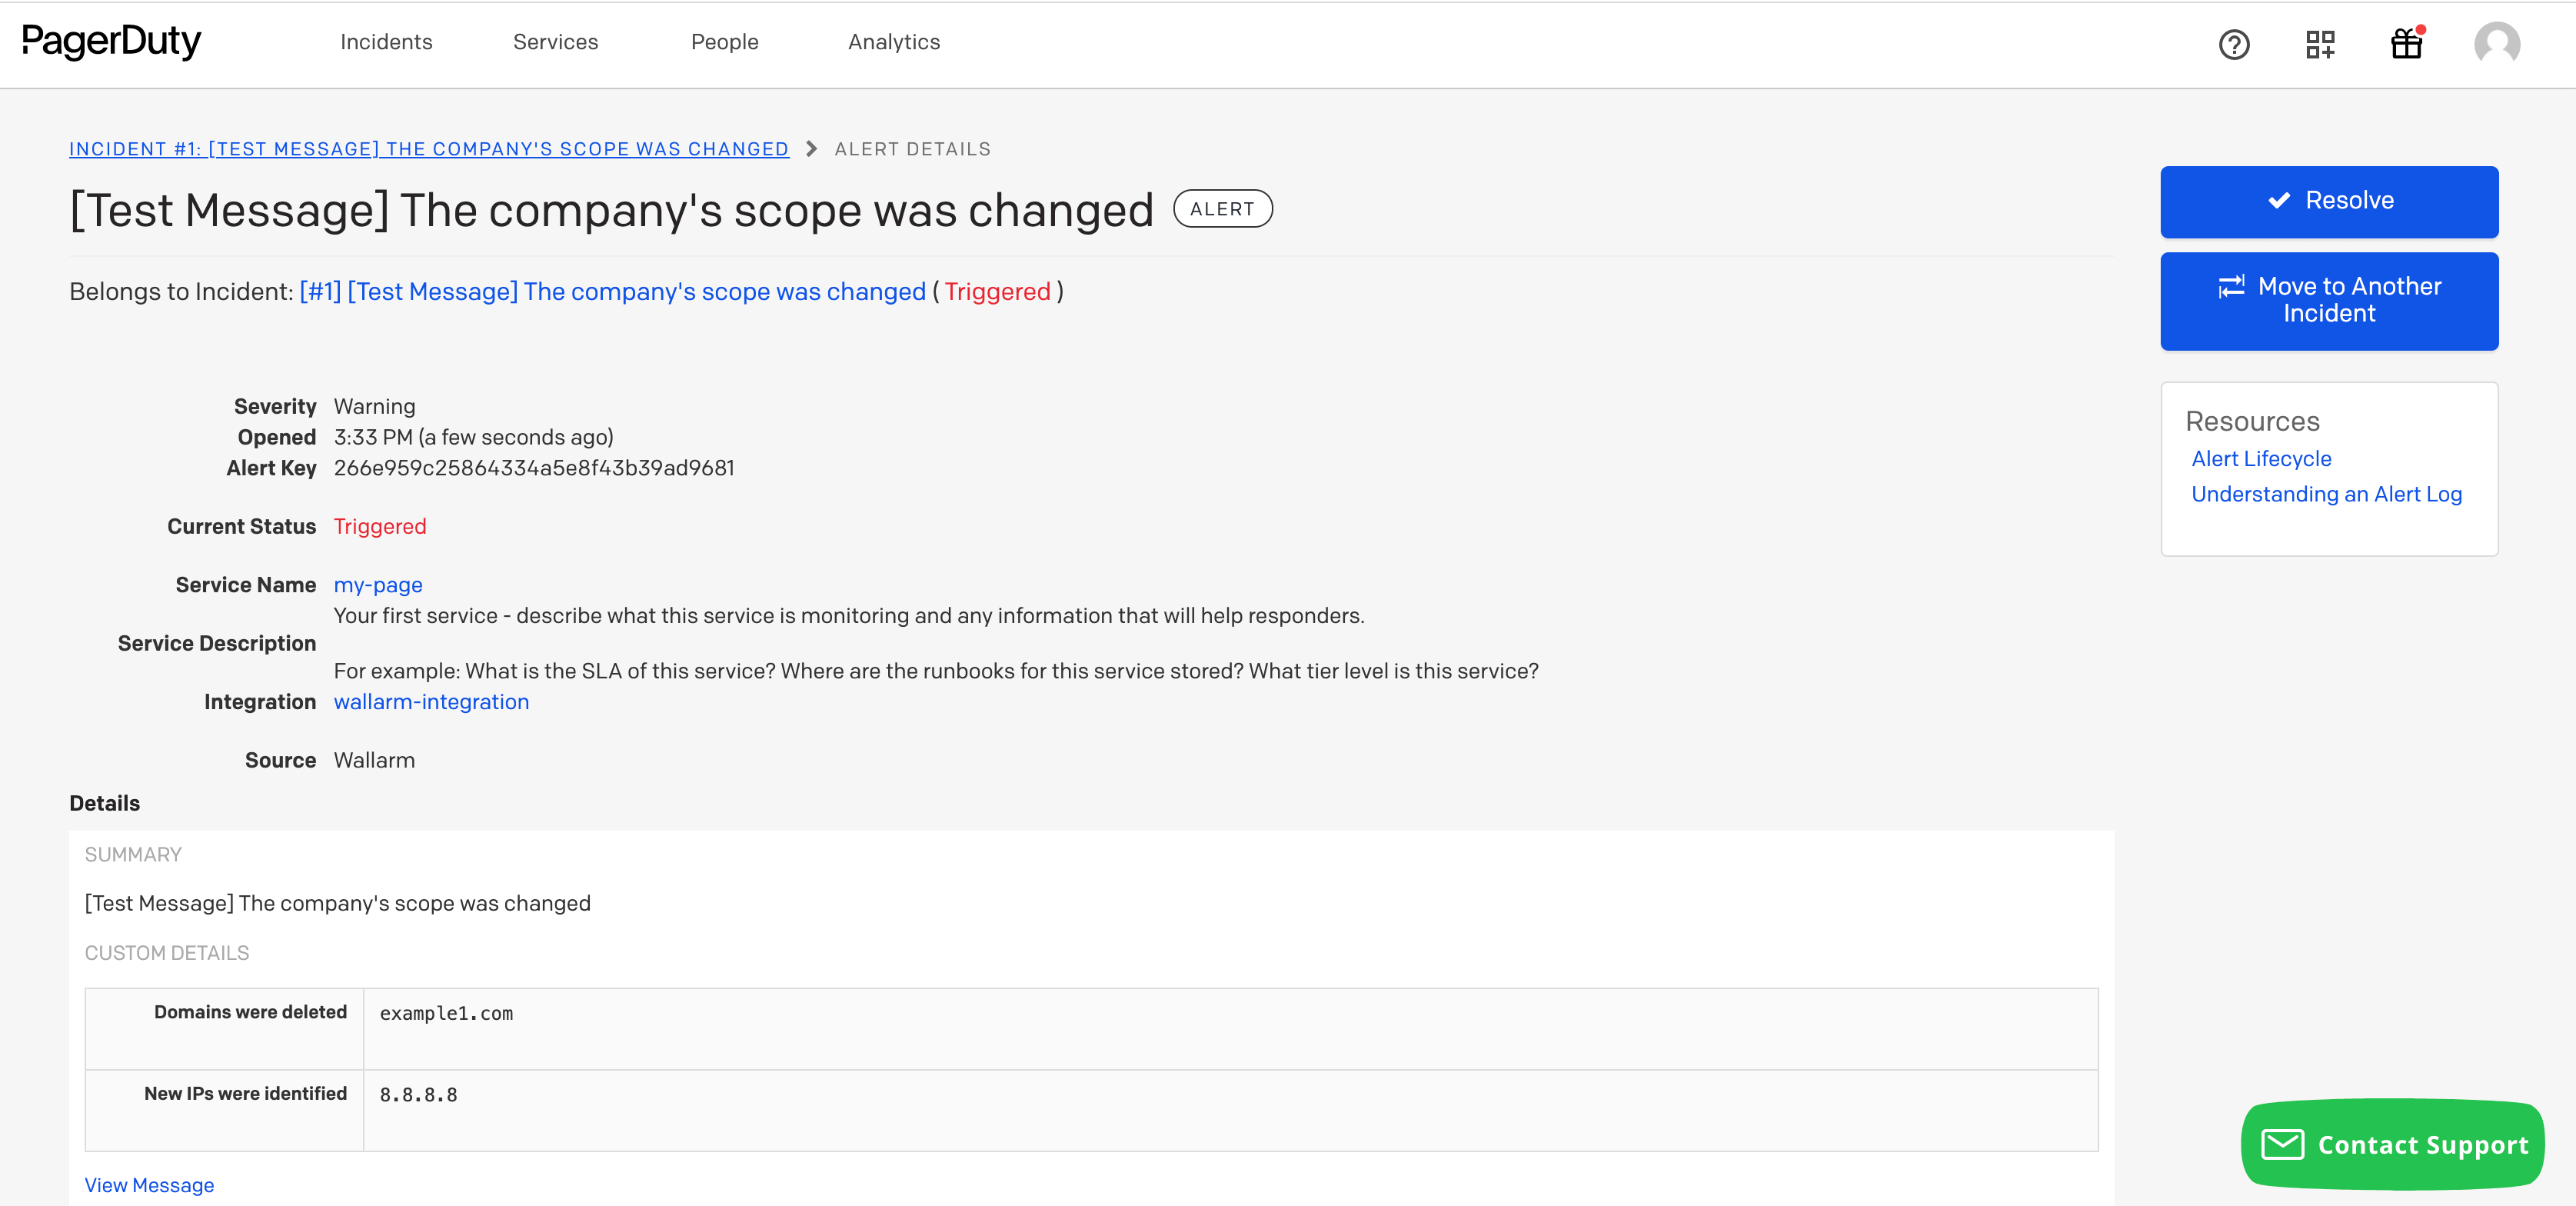 PagerDuty
Incidents Services People Analytics
INCIDENT #1: [TEST MESSAGE] THE COMPANY'S SCOPE WAS CHANGED > ALERT DETAILS
[Test Message] The company's scope was changed ALERT
Belongs to Incident: [#1] [Test Message] The company's scope was changed ( Triggered )
Severity Warning
Opened 3:33 PM (a few seconds ago)
Alert Key 266e959c25864334a5e8f43b39ad9681
Current Status Triggered
Service Name my-page
Your first service - describe what this service is monitoring and any information that will help responders.
Service Description
For example: What is the SLA of this service? Where are the runbooks for this service stored? What tier level is this service?
Integration wallarm-integration
Source Wallarm
Details
SUMMARY
[Test Message] The company's scope was changed
CUSTOM DETAILS
Domains were deleted example1.com
New IPs were identified 8.8.8.8
View Message
Resolve
Move to Another
Incident
Resources
Alert Lifecycle
Understanding an Alert Log
Contact Support